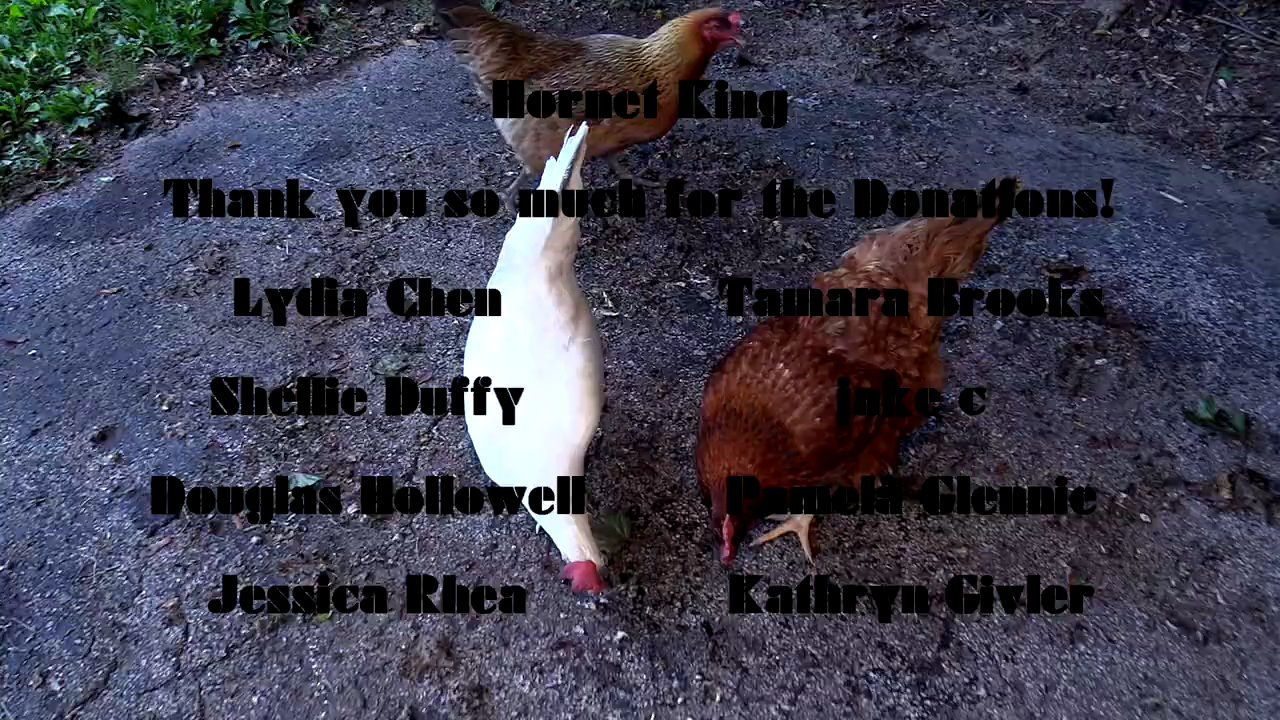 Hornet King
Thank you so much for the Donations!
Lydia Chen Tamara Brooks
Shellie Duffy jake c
Douglas Hollowell Pamela Glennie
Jessica Rhea Kathryn Givler